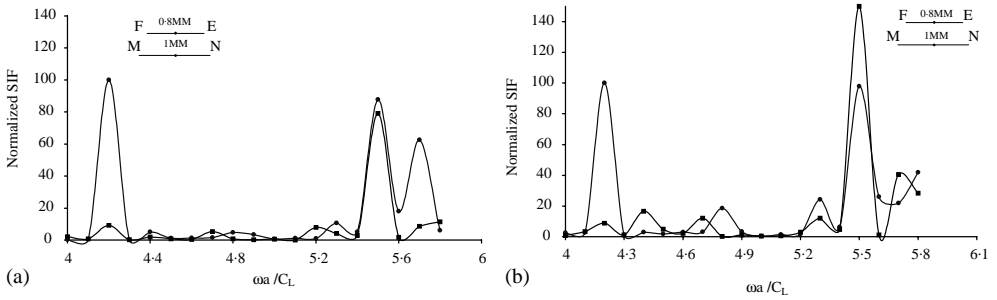 140
120
100
80
60
40
20
0
Normalized SIF
F 0·8MM E
M 1MM N
4 4·4 4·8 5·2 5·6 6
ωa /C_L
(a)
140
120
100
80
60
40
20
0
Normalized SIF
F 0·8MM E
M 1MM N
4 4·3 4·6 4·9 5·2 5·5 5·8 6·1
ωa /C_L
(b)